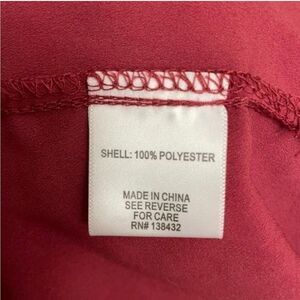 SHELL: 100% POLYESTER
MADE IN CHINA
SEE REVERSE
FOR CARE
RN# 138432